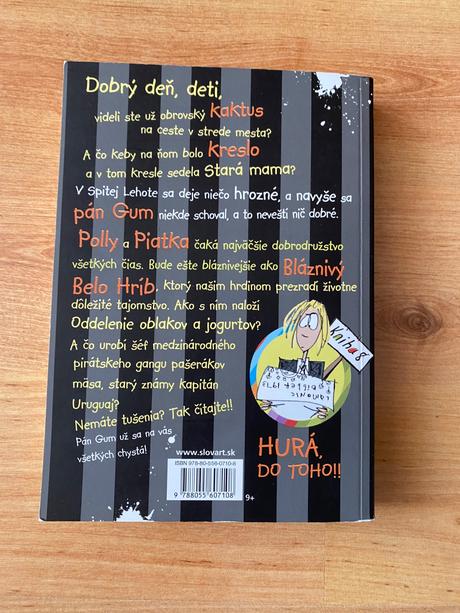 Dobrý deň, deti,
videli ste už obrovský kaktus
na ceste v strede mesta?
A čo keby na ňom bolo kreslo
a v tom kresle sedela Stará mama?
V Spitej Lehote sa deje niečo hrozné, a navyše sa
pán Gum niekde schoval, a to neveští nič dobré.
Polly a Piatka čaká najväčšie dobrodružstvo
všetkých čias. Bude ešte bláznivejšie ako Bláznivý
Belo Hríb, ktorý našim hrdinom prezradí životne
dôležité tajomstvo. Ako s ním naloží
Oddelenie oblakov a jogurtov?
A čo urobí šéf medzinárodného
pirátskeho gangu pašerákov
mäsa, starý známy kapitán
Uruguaj?
Nemáte tušenia? Tak čítajte!!
Pán Gum už sa na vás
všetkých chystá!
Kniha 8
HURÁ,
DO TOHO!!
www.slovart.sk
ISBN 978-80-556-0710-8
9 788055 607108
9+